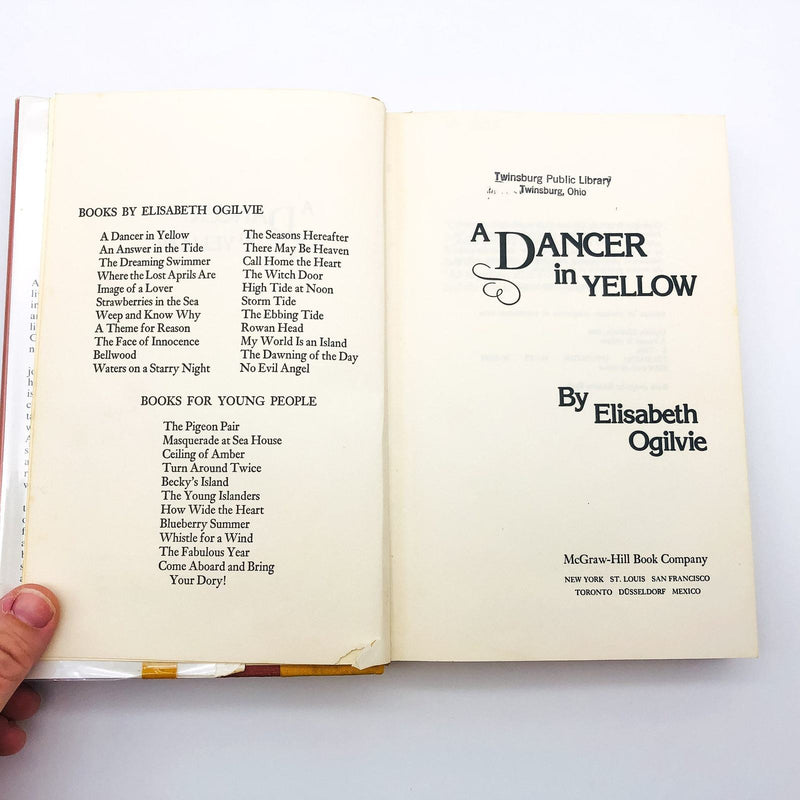 BOOKS BY ELISABETH OGILVIE
A Dancer in Yellow
An Answer in the Tide
The Dreaming Swimmer
Where the Lost Aprils Are
Image of a Lover
Strawberries in the Sea
Weep and Know Why
A Theme for Reason
The Face of Innocence
Bellwood
Waters on a Starry Night
The Seasons Hereafter
There May Be Heaven
Call Home the Heart
The Witch Door
High Tide at Noon
Storm Tide
The Ebbing Tide
Rowan Head
My World Is an Island
The Dawning of the Day
No Evil Angel
BOOKS FOR YOUNG PEOPLE
The Pigeon Pair
Masquerade at Sea House
Ceiling of Amber
Turn Around Twice
Becky's Island
The Young Islanders
How Wide the Heart
Blueberry Summer
Whistle for a Wind
The Fabulous Year
Come Aboard and Bring
Your Dory!
Twinsburg Public Library
Twinsburg, Ohio
A DANCER
in YELLOW
By Elisabeth
Ogilvie
McGraw-Hill Book Company
NEW YORK ST. LOUIS SAN FRANCISCO
TORONTO DÜSSELDORF MEXICO